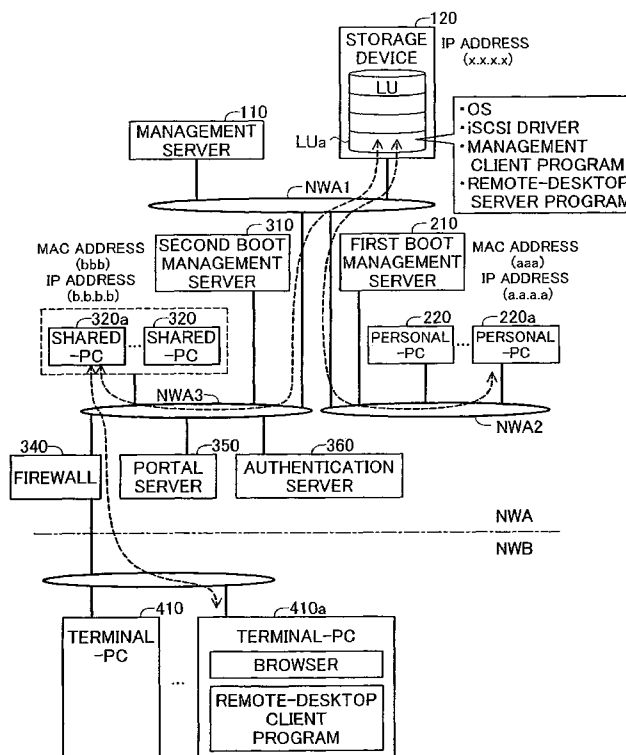 120
STORAGE
DEVICE
IP ADDRESS
(x.x.x.x)
LU
LUa
・OS
・iSCSI DRIVER
・MANAGEMENT
CLIENT PROGRAM
・REMOTE-DESKTOP
SERVER PROGRAM
110
MANAGEMENT
SERVER
NWA1
310
SECOND BOOT
MANAGEMENT
SERVER
210
FIRST BOOT
MANAGEMENT
SERVER
MAC ADDRESS
(bbb)
IP ADDRESS
(b.b.b.b)
MAC ADDRESS
(aaa)
IP ADDRESS
(a.a.a.a)
320a
SHARED
-PC
...
320
SHARED
-PC
220
PERSONAL-PC
...
220a
PERSONAL-PC
NWA3
NWA2
340
FIREWALL
350
PORTAL
SERVER
360
AUTHENTICATION
SERVER
NWA
NWB
410
TERMINAL
-PC
...
410a
TERMINAL-PC
BROWSER
REMOTE-DESKTOP
CLIENT
PROGRAM